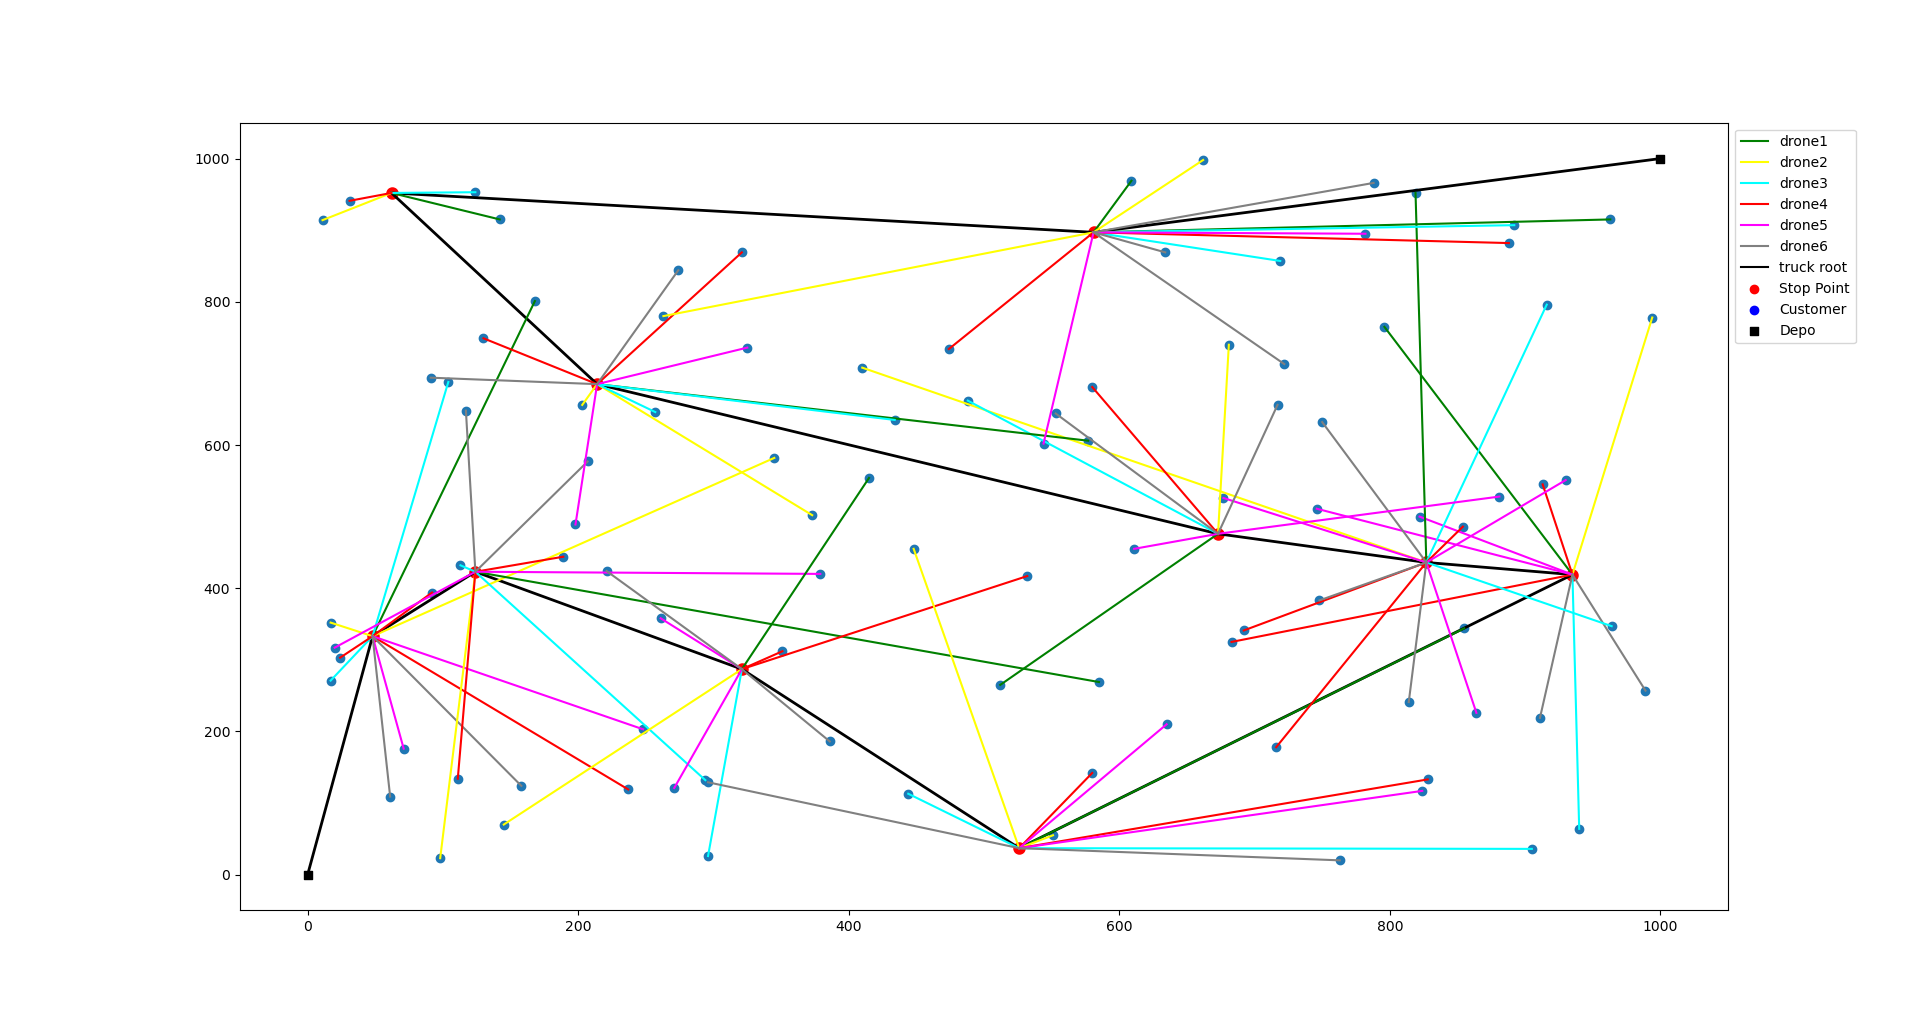 1000
800
600
400
200
0
0
200
400
600
800
1000
drone1
drone2
drone3
drone4
drone5
drone6
truck root
Stop Point
Customer
Depo